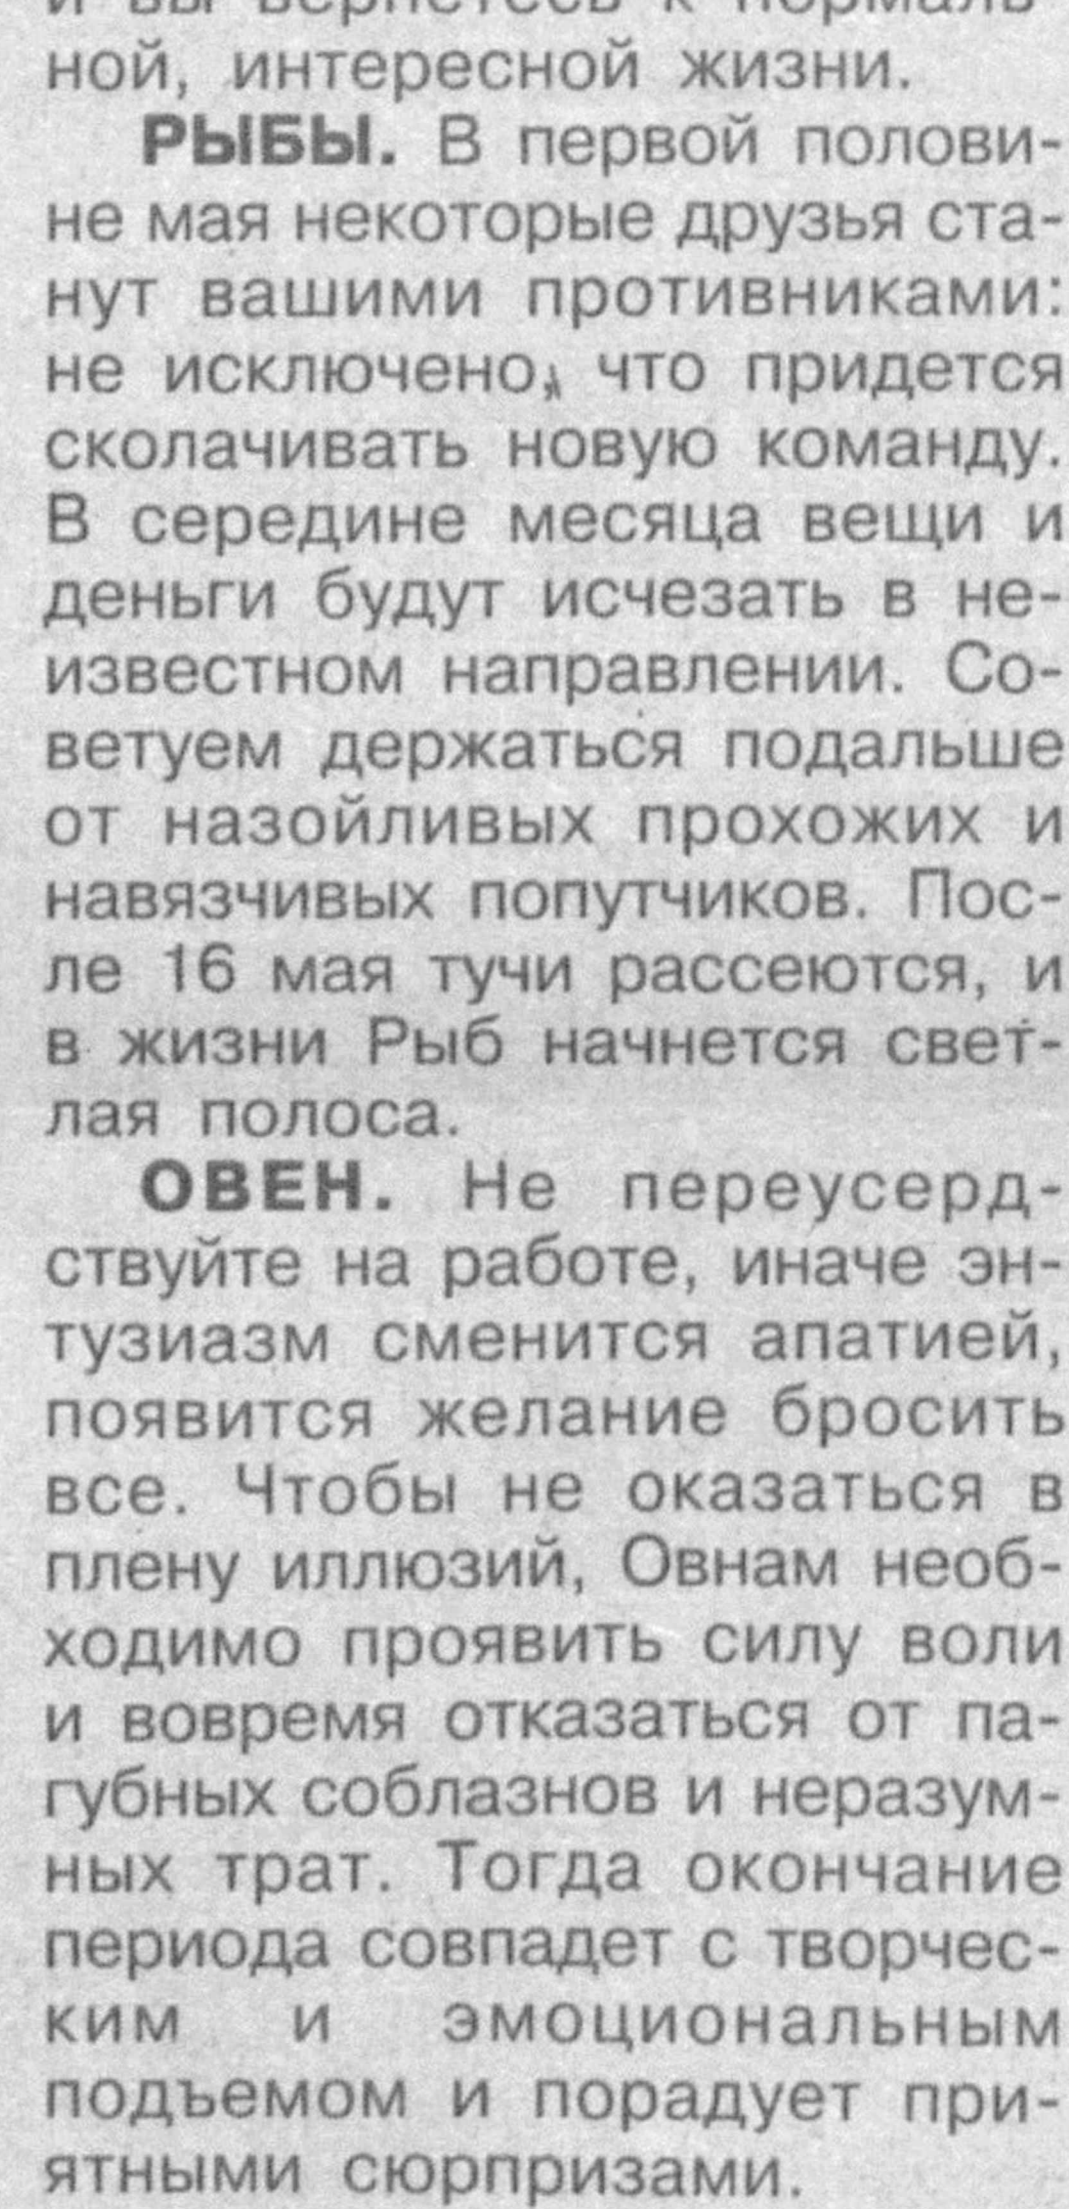 и вы вернетесь к нормаль-
ной, интересной жизни.
РЫБЫ. В первой полови-
не мая некоторые друзья ста-
нут вашими противниками:
не исключено, что придется
сколачивать новую команду.
В середине месяца вещи и
деньги будут исчезать в не-
известном направлении. Со-
ветуем держаться подальше
от назойливых прохожих и
навязчивых попутчиков. Пос-
ле 16 мая тучи рассеются, и
в жизни Рыб начнется свет-
лая полоса.
ОВЕН. Не переусерд-
ствуйте на работе, иначе эн-
тузиазм сменится апатией,
появится желание бросить
все. Чтобы не оказаться в
плену иллюзий, Овнам необ-
ходимо проявить силу воли
и вовремя отказаться от па-
губных соблазнов и неразум-
ных трат. Тогда окончание
периода совпадет с творчес-
ким и эмоциональным
подъемом и порадует при-
ятными сюрпризами.